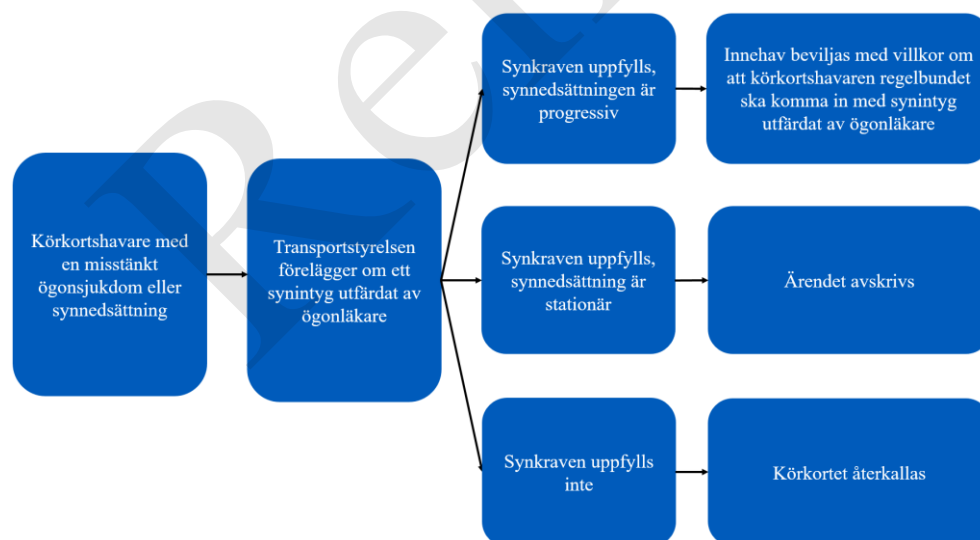 Körkortshavare med
en misstänkt
ögonsjukdom eller
synnedsättning
Transportstyrelsen
förelägger om ett
synintyg utfärdat av
ögonläkare
Synkraven uppfylls,
synnedsättningen är
progressiv
Innehav beviljas med villkor om
att körkortshavaren regelbundet
ska komma in med synintyg
utfärdat av ögonläkare
Synkraven uppfylls,
synnedsättning är
stationär
Ärendet avskrivs
Synkraven uppfylls
inte
Körkortet återkallas